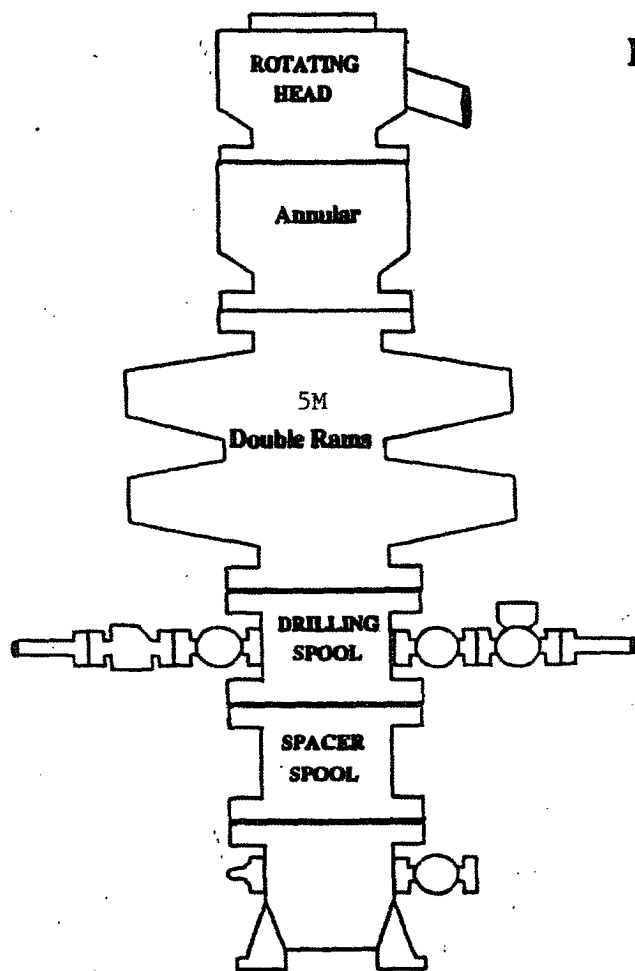 ROTATING
HEAD
Annular
5M
Double Rams
DRILLING
SPOOL
SPACER
SPOOL